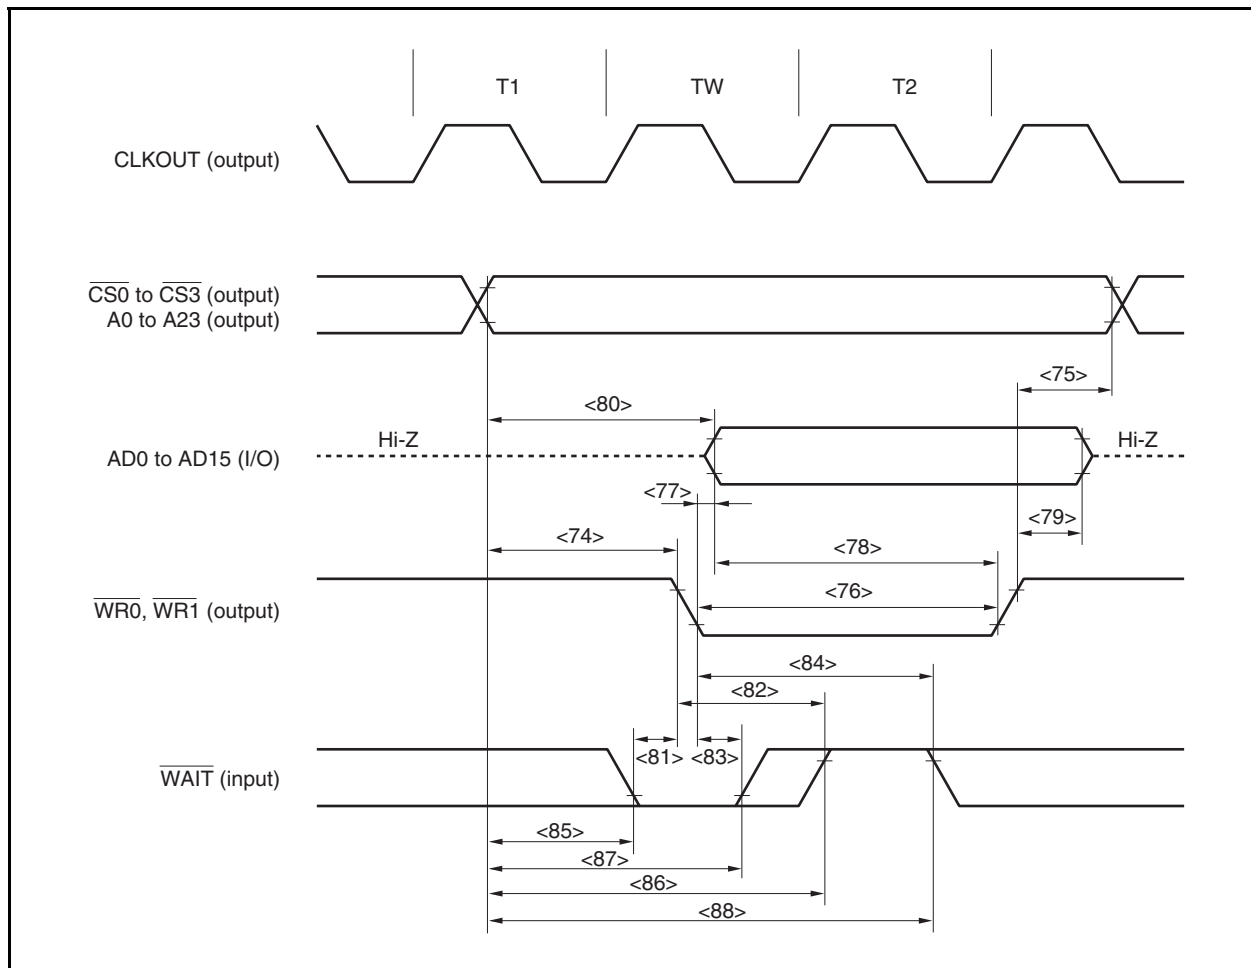 T1 TW T2
CLKOUT (output)
CS0 to CS3 (output)
A0 to A23 (output)
<75>
<80>
Hi-Z Hi-Z
AD0 to AD15 (I/O)
<77>
<79>
<74>
<78>
<76>
WR0, WR1 (output)
<84>
<82>
<81> <83>
WAIT (input)
<85>
<87>
<86>
<88>